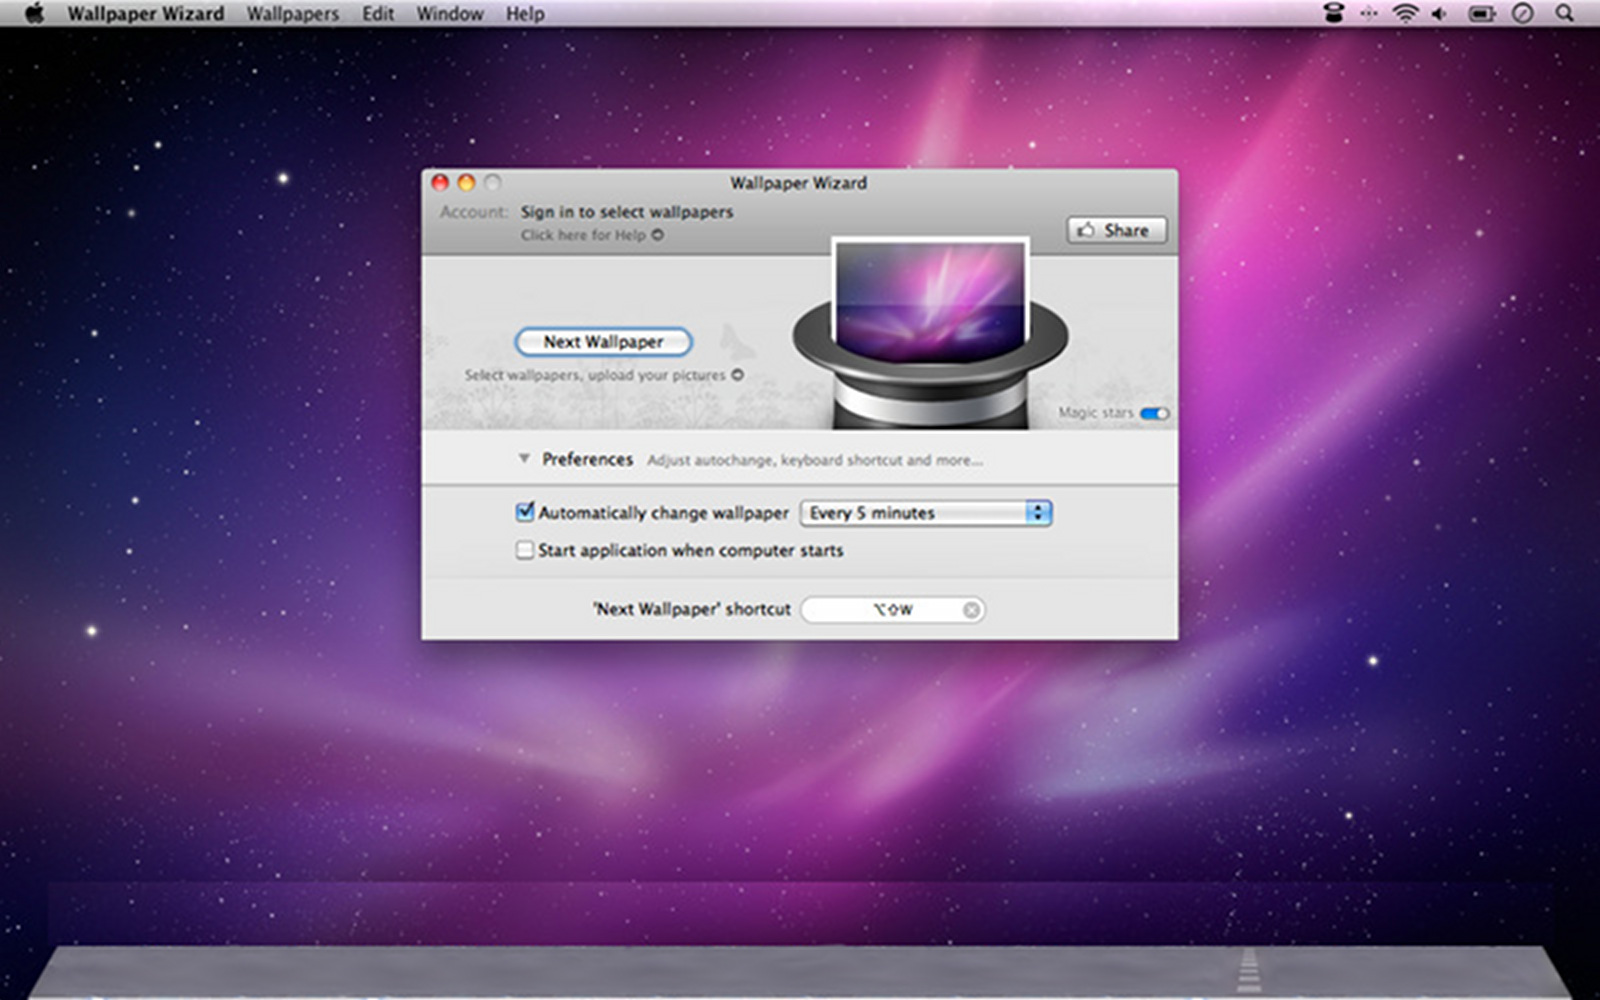 Wallpaper Wizard Wallpapers Edit Window Help
Wallpaper Wizard
Account: Sign in to select wallpapers
Click here for Help
Share
Next Wallpaper
Select wallpapers, upload your pictures
Magic stars
Preferences Adjust autochange, keyboard shortcut and more...
Automatically change wallpaper Every 5 minutes
Start application when computer starts
'Next Wallpaper' shortcut ⌥⇧W